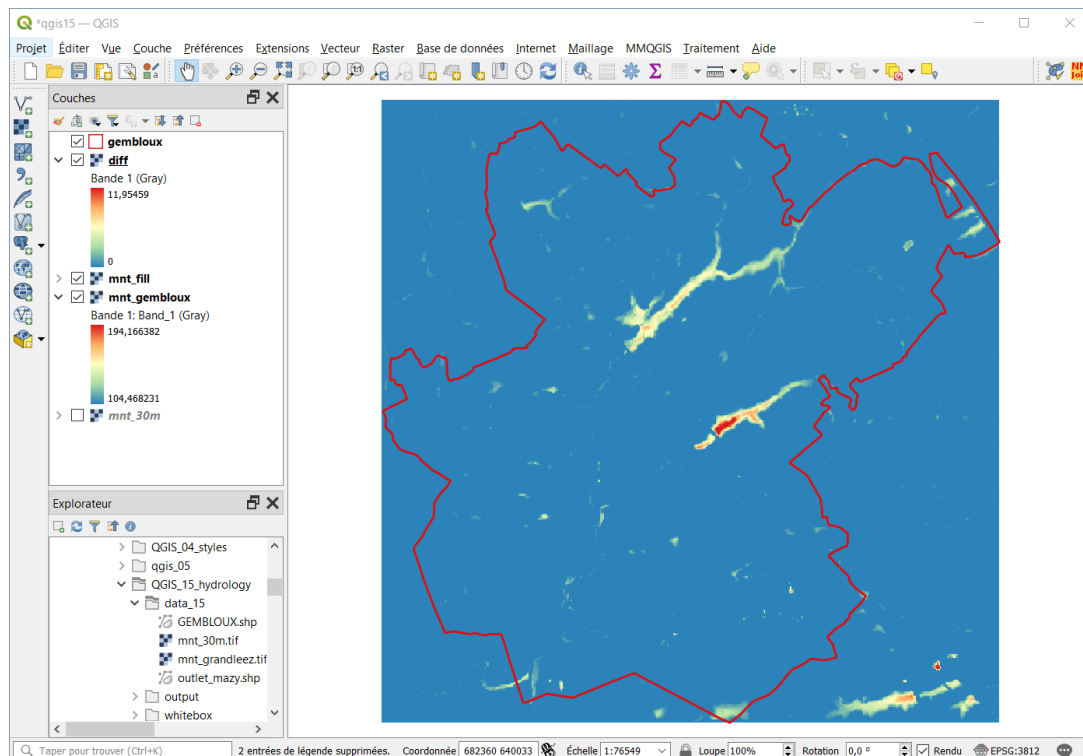 *qgis15 — QGIS
Projet Éditer Vue Couche Préférences Extensions Vecteur Raster Base de données Internet Maillage MMQGIS Traitement Aide
Couches
gembloux
diff
Bande 1 (Gray)
11,95459
0
mnt_fill
mnt_gembloux
Bande 1: Band_1 (Gray)
194,166382
104,468231
mnt_30m
Explorateur
QGIS_04_styles
qgis_05
QGIS_15_hydrology
data_15
GEMBLOUX.shp
mnt_30m.tif
mnt_grandleez.tif
outlet_mazy.shp
output
whitebox
Taper pour trouver (Ctrl+K) 2 entrées de légende supprimées. Coordonnée 682360 640033 Échelle 1:76549 Loupe 100% Rotation 0,0 ° Rendu EPSG:3812